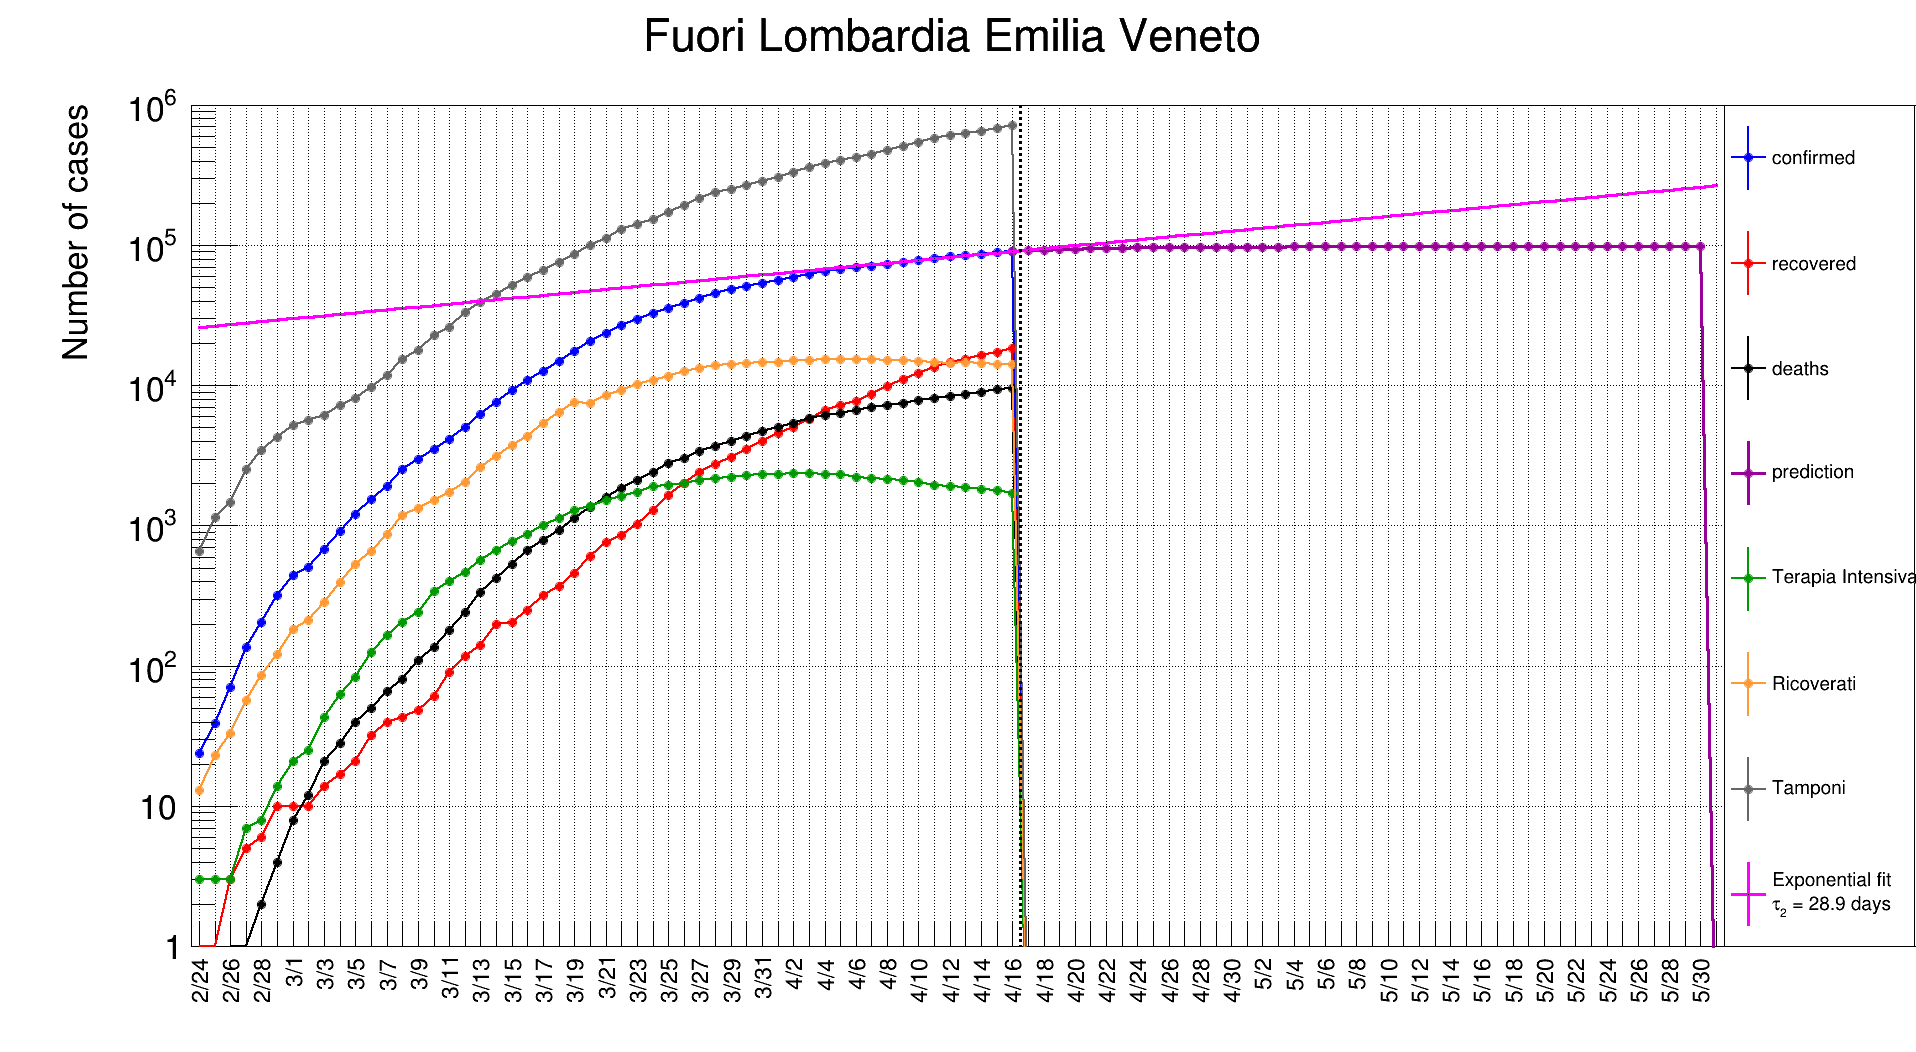 Fuori Lombardia Emilia Veneto
Number of cases
10^6
10^5
10^4
10^3
10^2
10
1
2/24 2/26 2/28 3/1 3/3 3/5 3/7 3/9 3/11 3/13 3/15 3/17 3/19 3/21 3/23 3/25 3/27 3/29 3/31 4/2 4/4 4/6 4/8 4/10 4/12 4/14 4/16 4/18 4/20 4/22 4/24 4/26 4/28 4/30 5/2 5/4 5/6 5/8 5/10 5/12 5/14 5/16 5/18 5/20 5/22 5/24 5/26 5/28 5/30
confirmed
recovered
deaths
prediction
Terapia Intensiva
Ricoverati
Tamponi
Exponential fit
τ₂ = 28.9 days